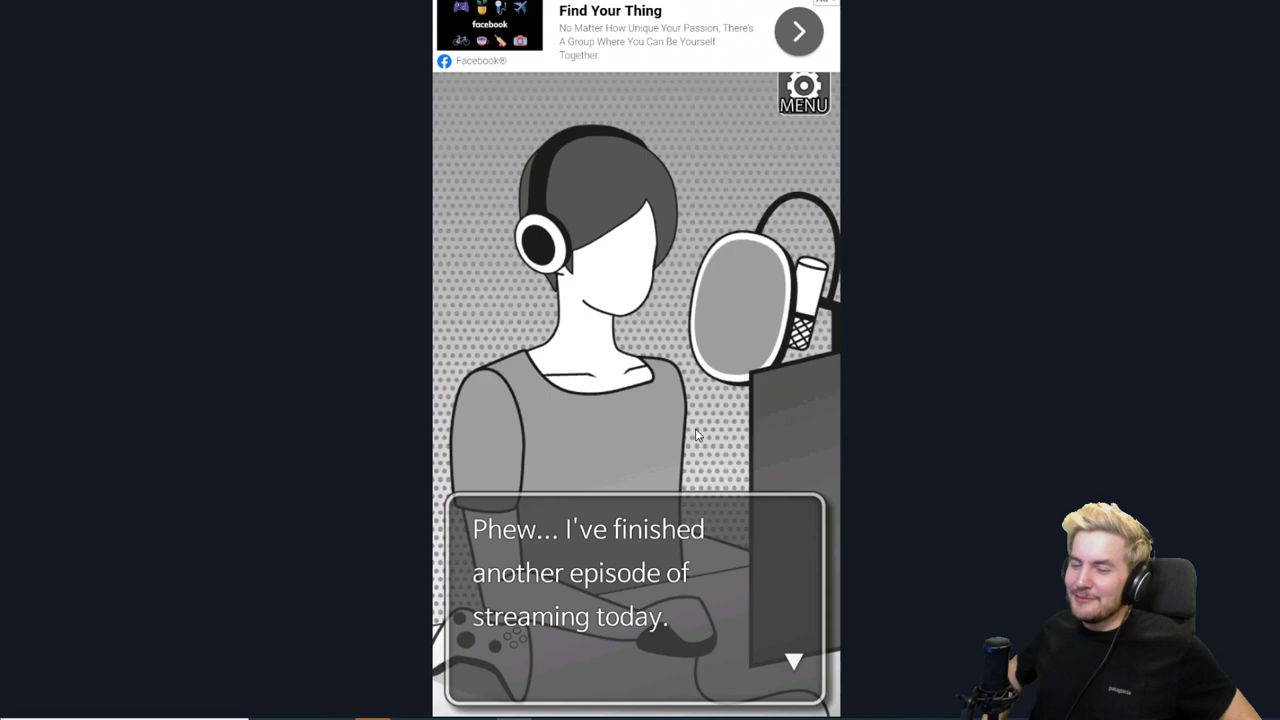 facebook
Find Your Thing
No Matter How Unique Your Passion, There's
A Group Where You Can Be Yourself
Together.
Facebook®
MENU
Phew... I've finished
another episode of
streaming today.
patagonia